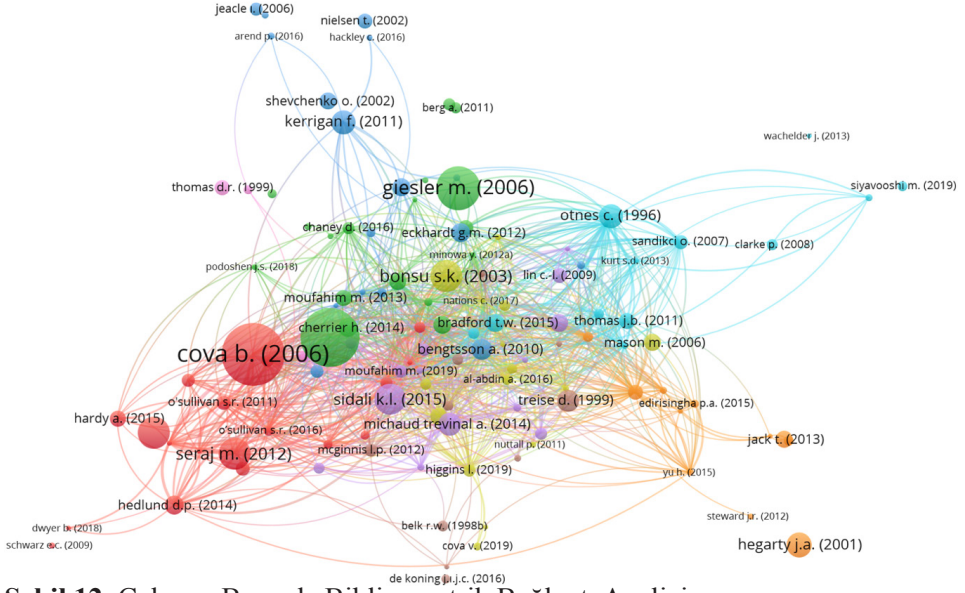 jeacle i. (2006)
nielsen t. (2002)
arend p. (2016)
hackley c. (2016)
shevchenko o. (2002)
berg a. (2011)
kerrigan f. (2011)
wachelder j. (2013)
thomas d.r. (1999)
giesler m. (2006)
siyavooshi m. (2019)
otnes c. (1996)
chaney d. (2016)
eckhardt g.m. (2012)
sandikci o. (2007)
clarke p. (2008)
minowa y. (2012a)
kurt s.d. (2013)
podoshen j.s. (2018)
bonsu s.k. (2003)
lin c.-l. (2009)
moufahim m. (2013)
nations c. (2017)
cherrier h. (2014)
bradford t.w. (2015)
thomas j.b. (2011)
cova b. (2006)
bengtsson a. (2010)
mason m. (2006)
moufahim m. (2019)
al-abdin a. (2016)
o'sullivan s.r. (2011)
sidali k.l. (2015)
treise d. (1999)
edirisingha p.a. (2015)
hardy a. (2015)
o'sullivan s.r. (2016)
michaud trevinal a. (2014)
jack t. (2013)
seraj m. (2012)
mcginnis l.p. (2012)
nuttall p. (2011)
higgins l. (2019)
yu h. (2015)
hedlund d.p. (2014)
steward j.r. (2012)
dwyer b. (2018)
belk r.w. (1998b)
schwarz e.c. (2009)
cova v. (2019)
hegarty j.a. (2001)
de koning j.i.j.c. (2016)